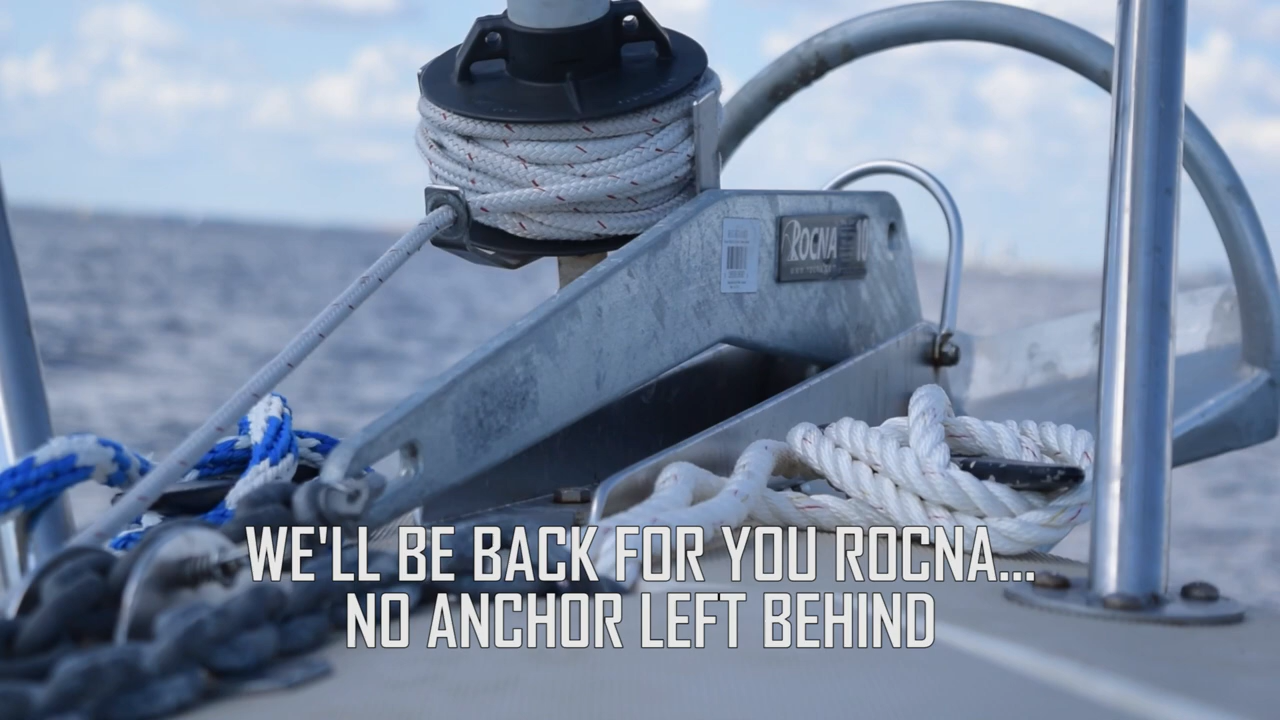 ROCNA 10
WE'LL BE BACK FOR YOU ROCNA...
NO ANCHOR LEFT BEHIND